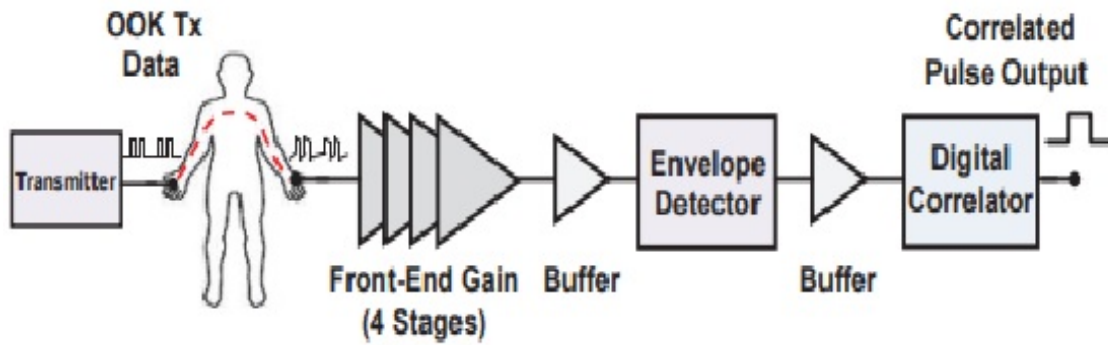 OOK Tx
Data
Correlated
Pulse Output
Transmitter
Envelope
Detector
Digital
Correlator
Front-End Gain
(4 Stages)
Buffer
Buffer